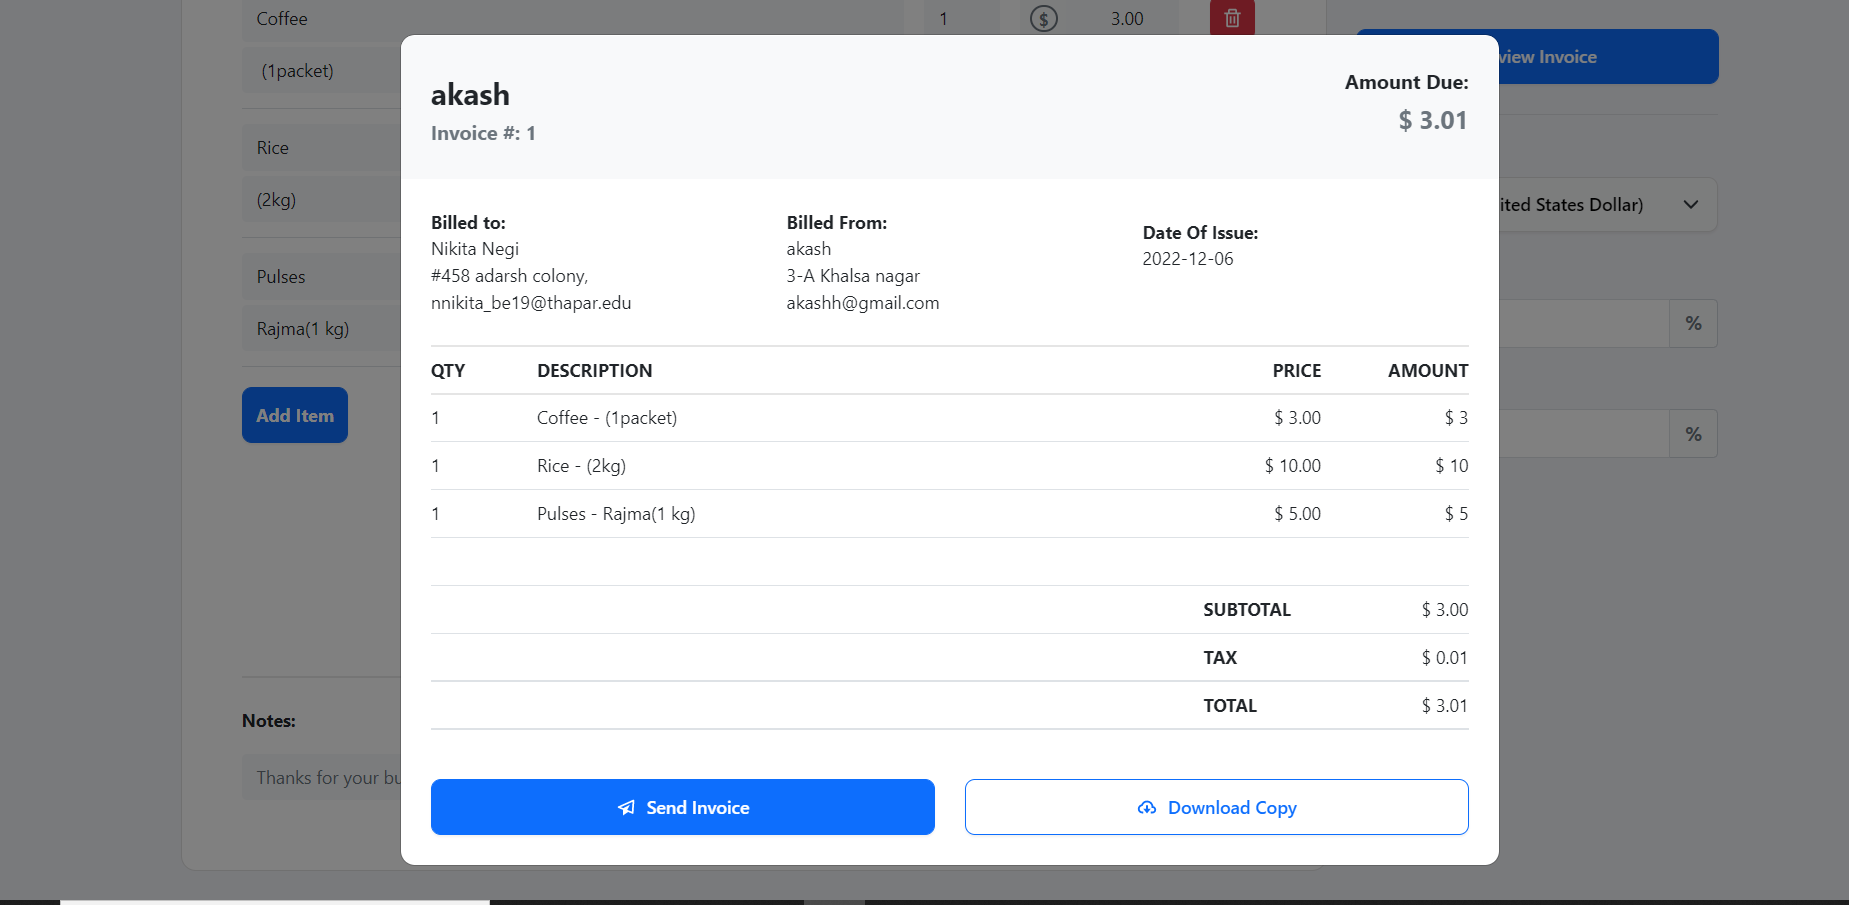 Coffee
1
$
3.00
(1packet)
view Invoice
akash
Invoice #: 1
Amount Due:
$ 3.01
Rice
(2kg)
ited States Dollar)
Billed to:
Nikita Negi
#458 adarsh colony,
nnikita_be19@thapar.edu
Billed From:
akash
3-A Khalsa nagar
akashh@gmail.com
Date Of Issue:
2022-12-06
Pulses
Rajma(1 kg)
%
QTY DESCRIPTION PRICE AMOUNT
1 Coffee - (1packet) $ 3.00 $ 3
1 Rice - (2kg) $ 10.00 $ 10
1 Pulses - Rajma(1 kg) $ 5.00 $ 5
Add Item
%
SUBTOTAL $ 3.00
TAX $ 0.01
TOTAL $ 3.01
Notes:
Thanks for your bu
Send Invoice
Download Copy